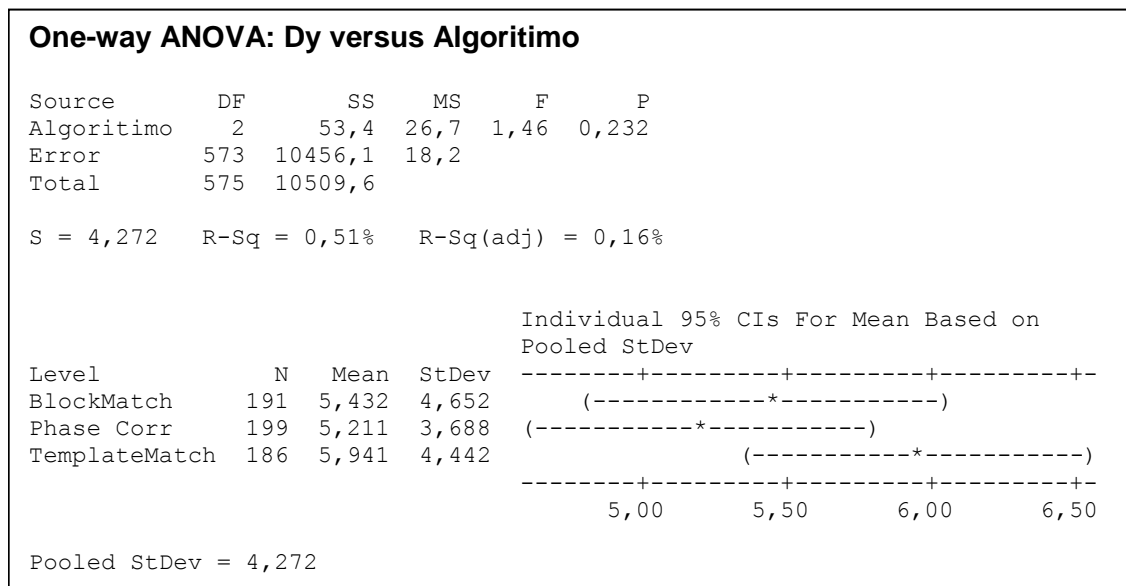 One-way ANOVA: Dy versus Algoritimo
Source        DF       SS    MS     F      P
Algoritimo    2      53,4  26,7  1,46  0,232
Error       573   10456,1  18,2
Total       575   10509,6
S = 4,272   R-Sq = 0,51%   R-Sq(adj) = 0,16%
Individual 95% CIs For Mean Based on
Pooled StDev
Level            N   Mean  StDev  --------+---------+---------+---------+-
BlockMatch     191  5,432  4,652      (------------*-----------)
Phase Corr     199  5,211  3,688  (-----------*-----------)
TemplateMatch  186  5,941  4,442                 (-----------*-----------)
--------+---------+---------+---------+-
5,00      5,50      6,00      6,50
Pooled StDev = 4,272